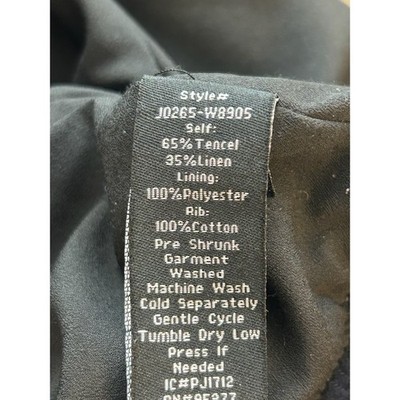 Style#
J0265-W8905
Self:
65%Tencel
35%Linen
Lining:
100%Polyester
Rib:
100%Cotton
Pre Shrunk
Garment
Washed
Machine Wash
Cold Separately
Gentle Cycle
Tumble Dry Low
Press If
Needed
IC#PJ1712